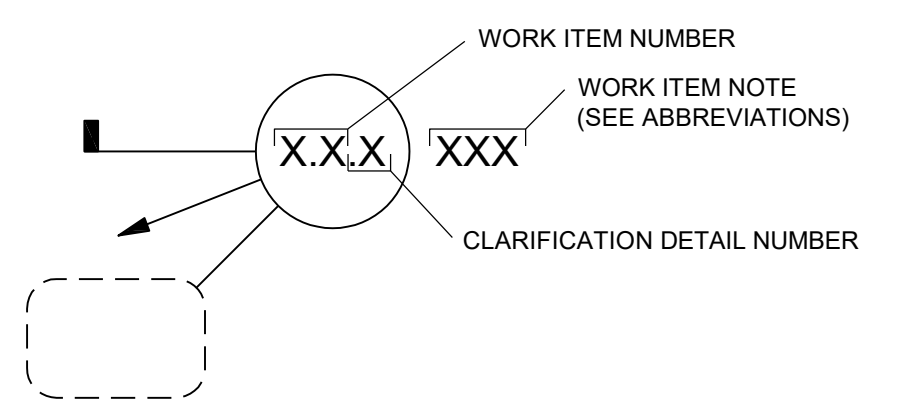 WORK ITEM NUMBER
WORK ITEM NOTE
(SEE ABBREVIATIONS)
X.X.X XXX
CLARIFICATION DETAIL NUMBER